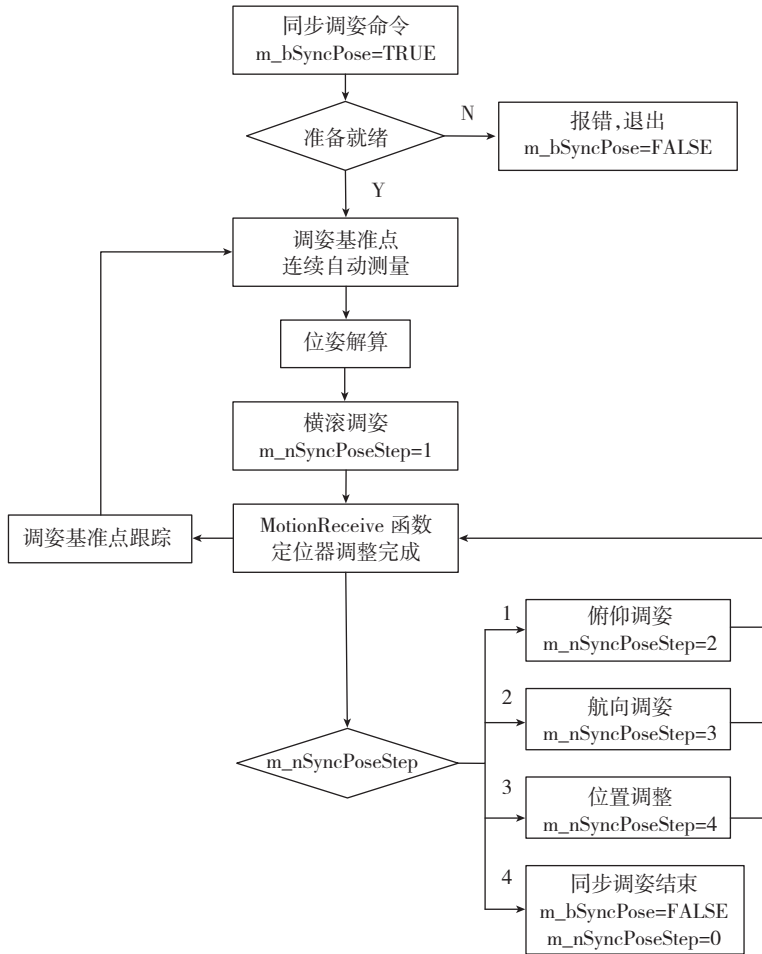 同步调姿命令
m_bSyncPose=TRUE
准备就绪
N
报错,退出
m_bSyncPose=FALSE
Y
调姿基准点
连续自动测量
位姿解算
横滚调姿
m_nSyncPoseStep=1
调姿基准点跟踪
MotionReceive 函数
定位器调整完成
m_nSyncPoseStep
1
俯仰调姿
m_nSyncPoseStep=2
2
航向调姿
m_nSyncPoseStep=3
3
位置调整
m_nSyncPoseStep=4
4
同步调姿结束
m_bSyncPose=FALSE
m_nSyncPoseStep=0